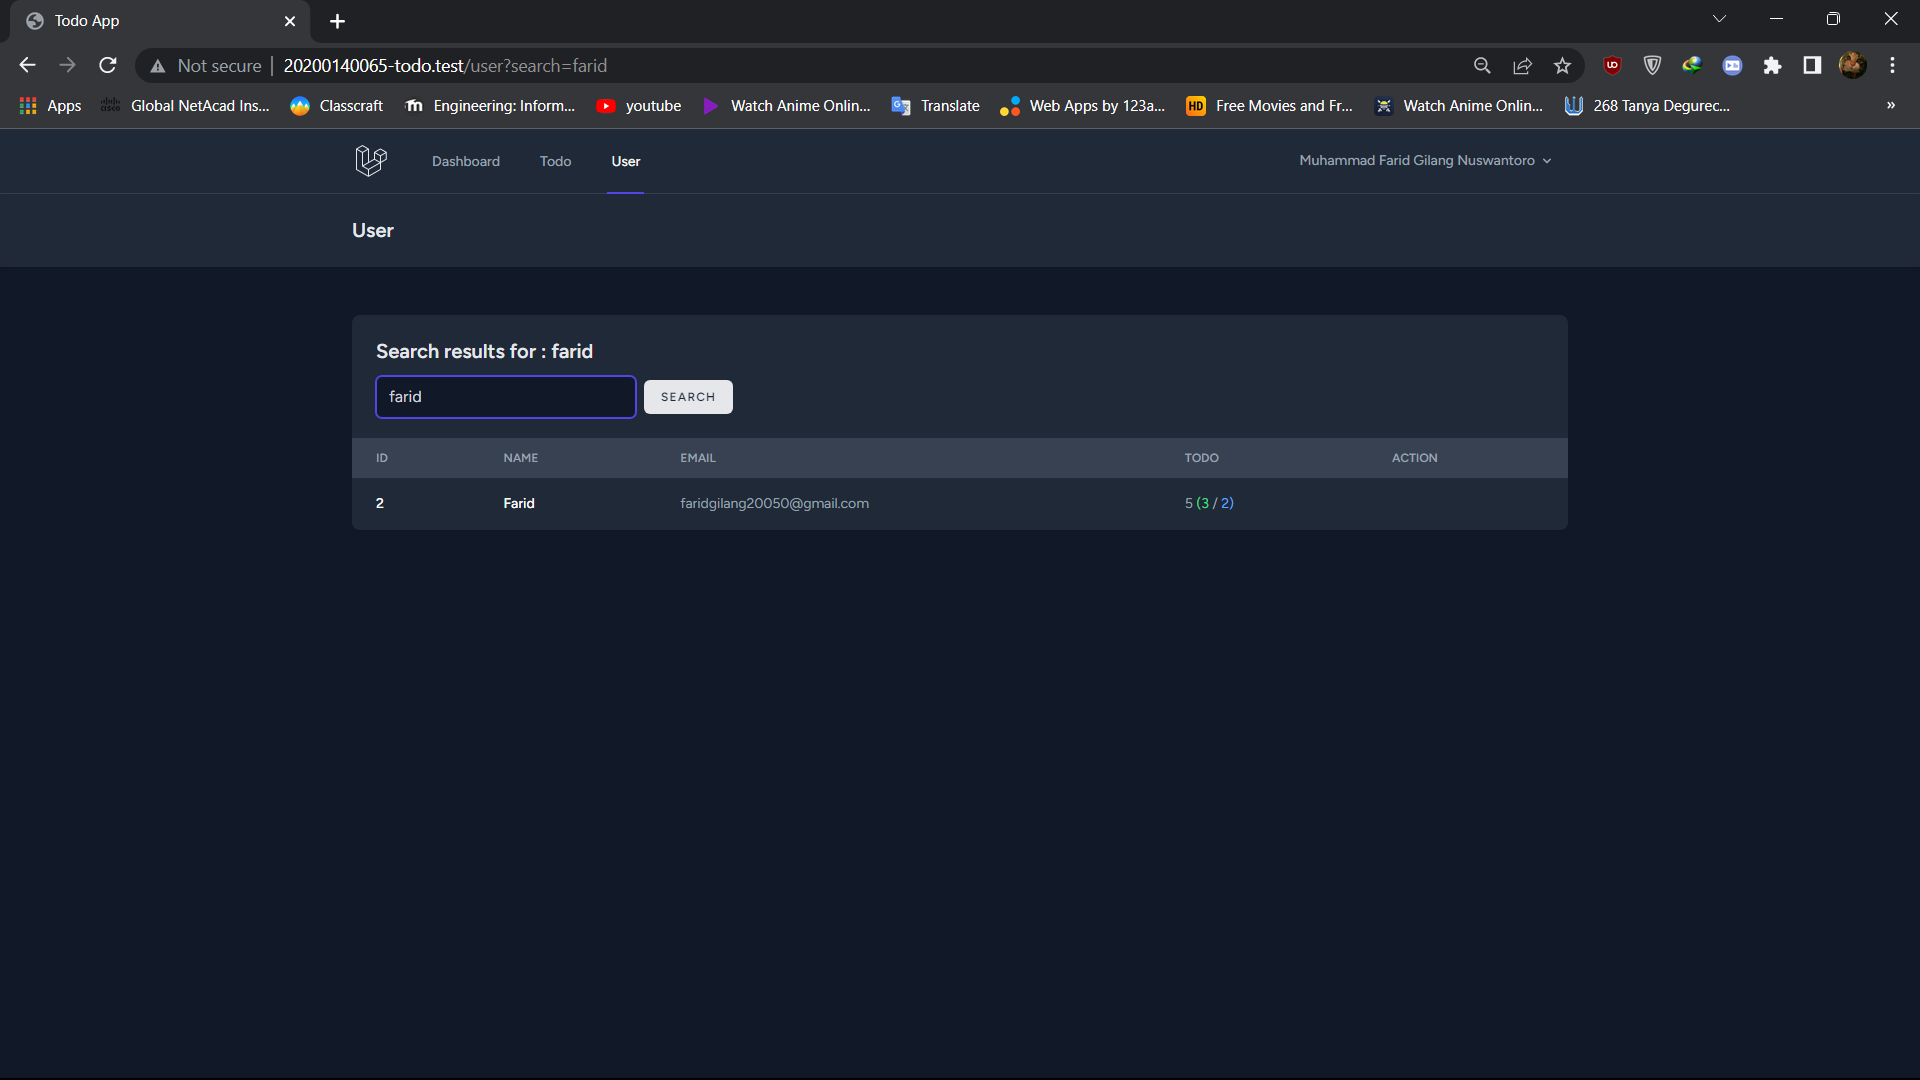 Todo App
Not secure | 20200140065-todo.test/user?search=farid
Apps
Global NetAcad Ins...
Classcraft
Engineering: Inform...
youtube
Watch Anime Onlin...
Translate
Web Apps by 123a...
HD Free Movies and Fr...
Watch Anime Onlin...
268 Tanya Degurec...
»
Dashboard
Todo
User
Muhammad Farid Gilang Nuswantoro
User
Search results for : farid
farid
SEARCH
ID NAME EMAIL TODO ACTION
2 Farid faridgilang20050@gmail.com 5 (3 / 2)